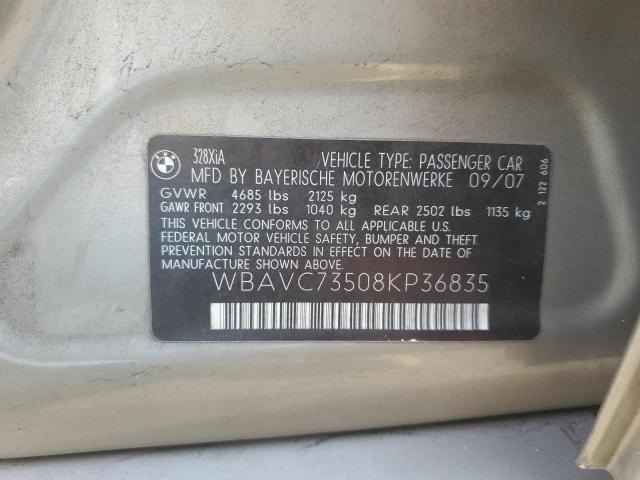 328XiA VEHICLE TYPE: PASSENGER CAR
MFD BY BAYERISCHE MOTORENWERKE 09/07
GVWR 4685 lbs 2125 kg
GAWR FRONT 2293 lbs 1040 kg REAR 2502 lbs 1135 kg
THIS VEHICLE CONFORMS TO ALL APPLICABLE U.S.
FEDERAL MOTOR VEHICLE SAFETY, BUMPER AND THEFT
PREVENTION STANDARDS IN EFFECT ON THE DATE OF
MANUFACTURE SHOWN ABOVE.
WBAVC73508KP36835
2 122 606